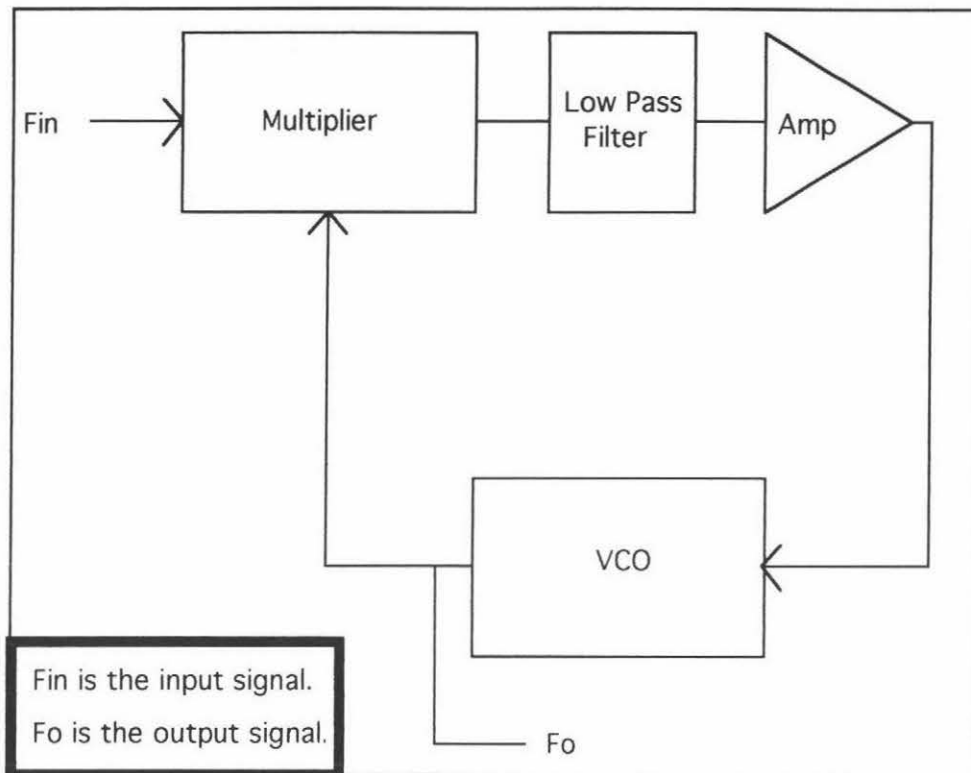 Fin
Multiplier
Low Pass
Filter
Amp
VCO
Fin is the input signal.
Fo is the output signal.
Fo